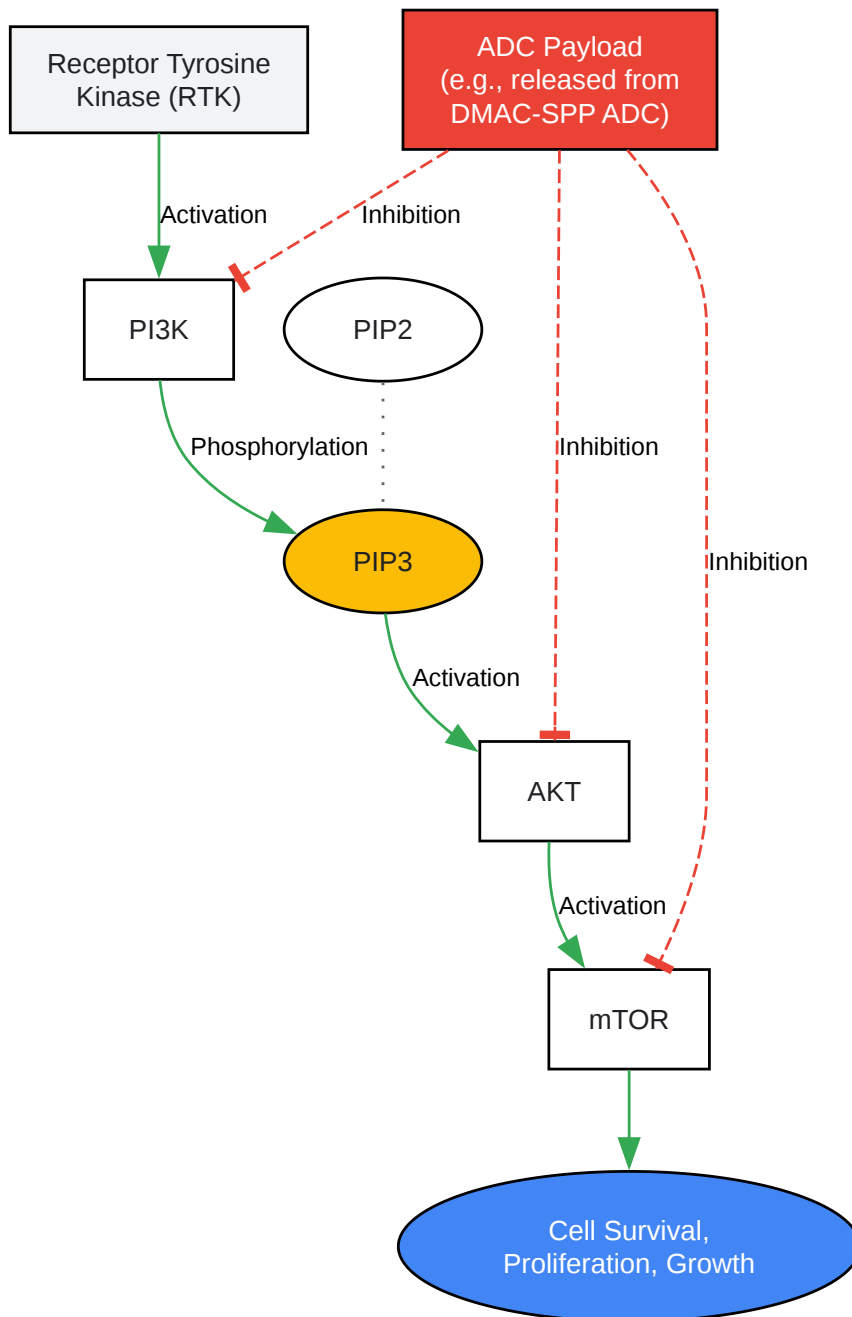 Receptor Tyrosine
Kinase (RTK)
ADC Payload
(e.g., released from
DMAC-SPP ADC)
Activation
Inhibition
PI3K
PIP2
Phosphorylation
Inhibition
PIP3
Inhibition
Activation
AKT
Activation
mTOR
Cell Survival,
Proliferation, Growth